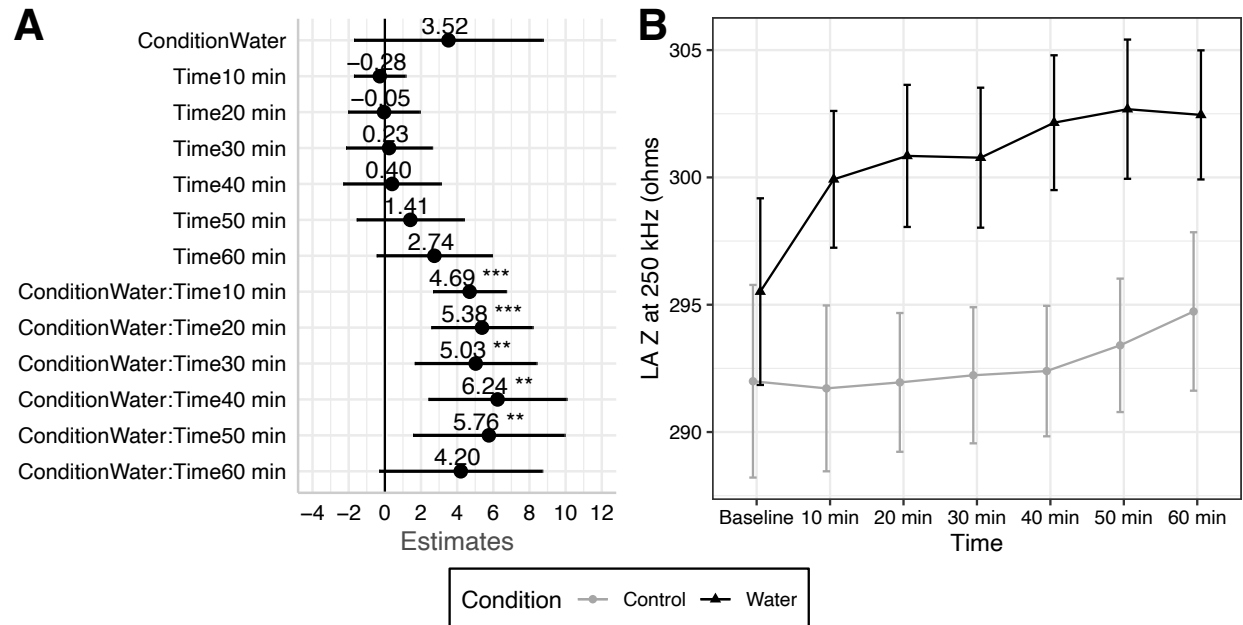 A
ConditionWater 3.52
Time10 min −0.28
Time20 min −0.05
Time30 min 0.23
Time40 min 0.40
Time50 min 1.41
Time60 min 2.74
ConditionWater:Time10 min 4.69 ***
ConditionWater:Time20 min 5.38 ***
ConditionWater:Time30 min 5.03 **
ConditionWater:Time40 min 6.24 **
ConditionWater:Time50 min 5.76 **
ConditionWater:Time60 min 4.20
−4 −2 0 2 4 6 8 10 12
Estimates
B
LA Z at 250 kHz (ohms
305
300
295
290
Baseline 10 min 20 min 30 min 40 min 50 min 60 min
Time
Condition Control Water